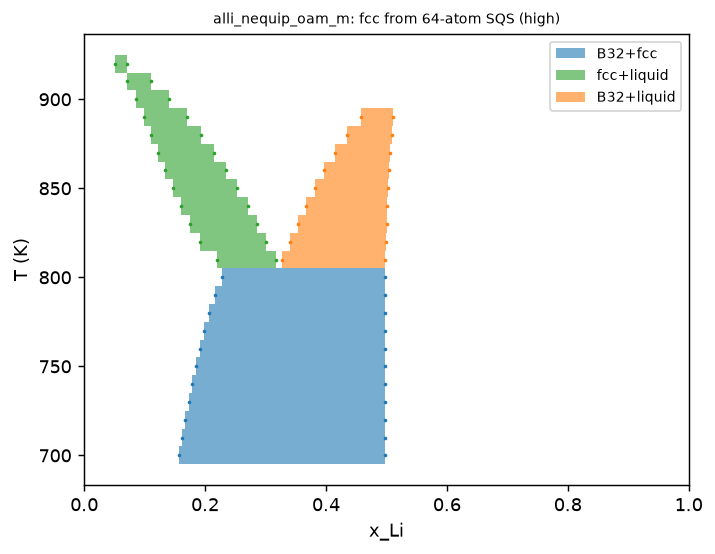 alli_nequip_oam_m: fcc from 64-atom SQS (high)
B32+fcc
fcc+liquid
B32+liquid
900
850
800
750
700
T (K)
0.0 0.2 0.4 0.6 0.8 1.0
x_Li